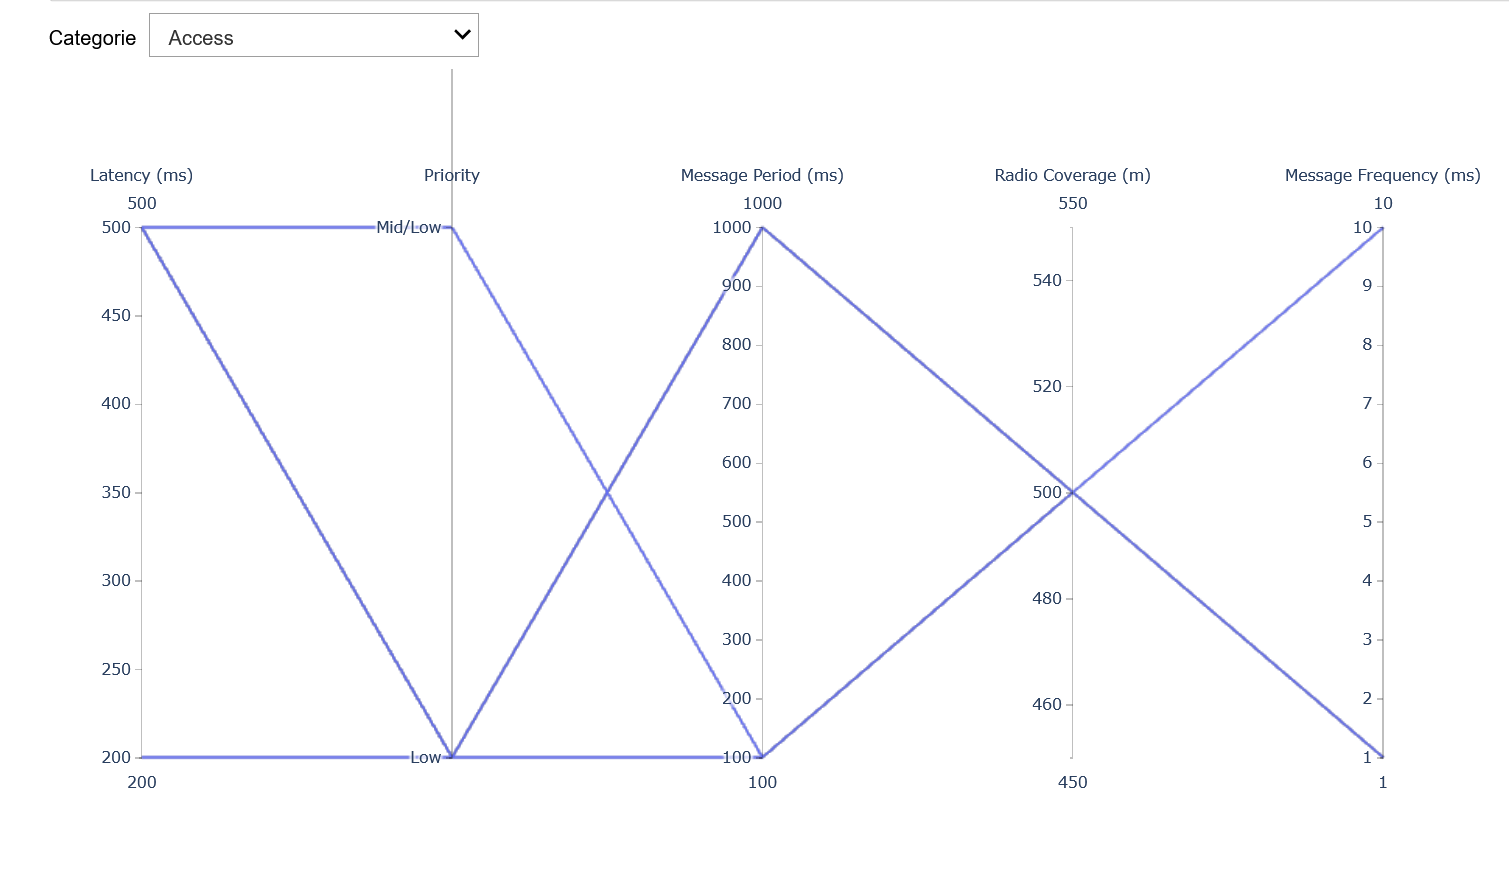 Categorie Access
Latency (ms) Priority Message Period (ms) Radio Coverage (m) Message Frequency (ms)
500 1000 550 10
500 Mid/Low 1000 10
900 540 9
450 800 8
400 700 520 7
600 6
350 500 500 5
300 400 480 4
250 300 3
200 460 2
200 Low 100 1
200 100 450 1